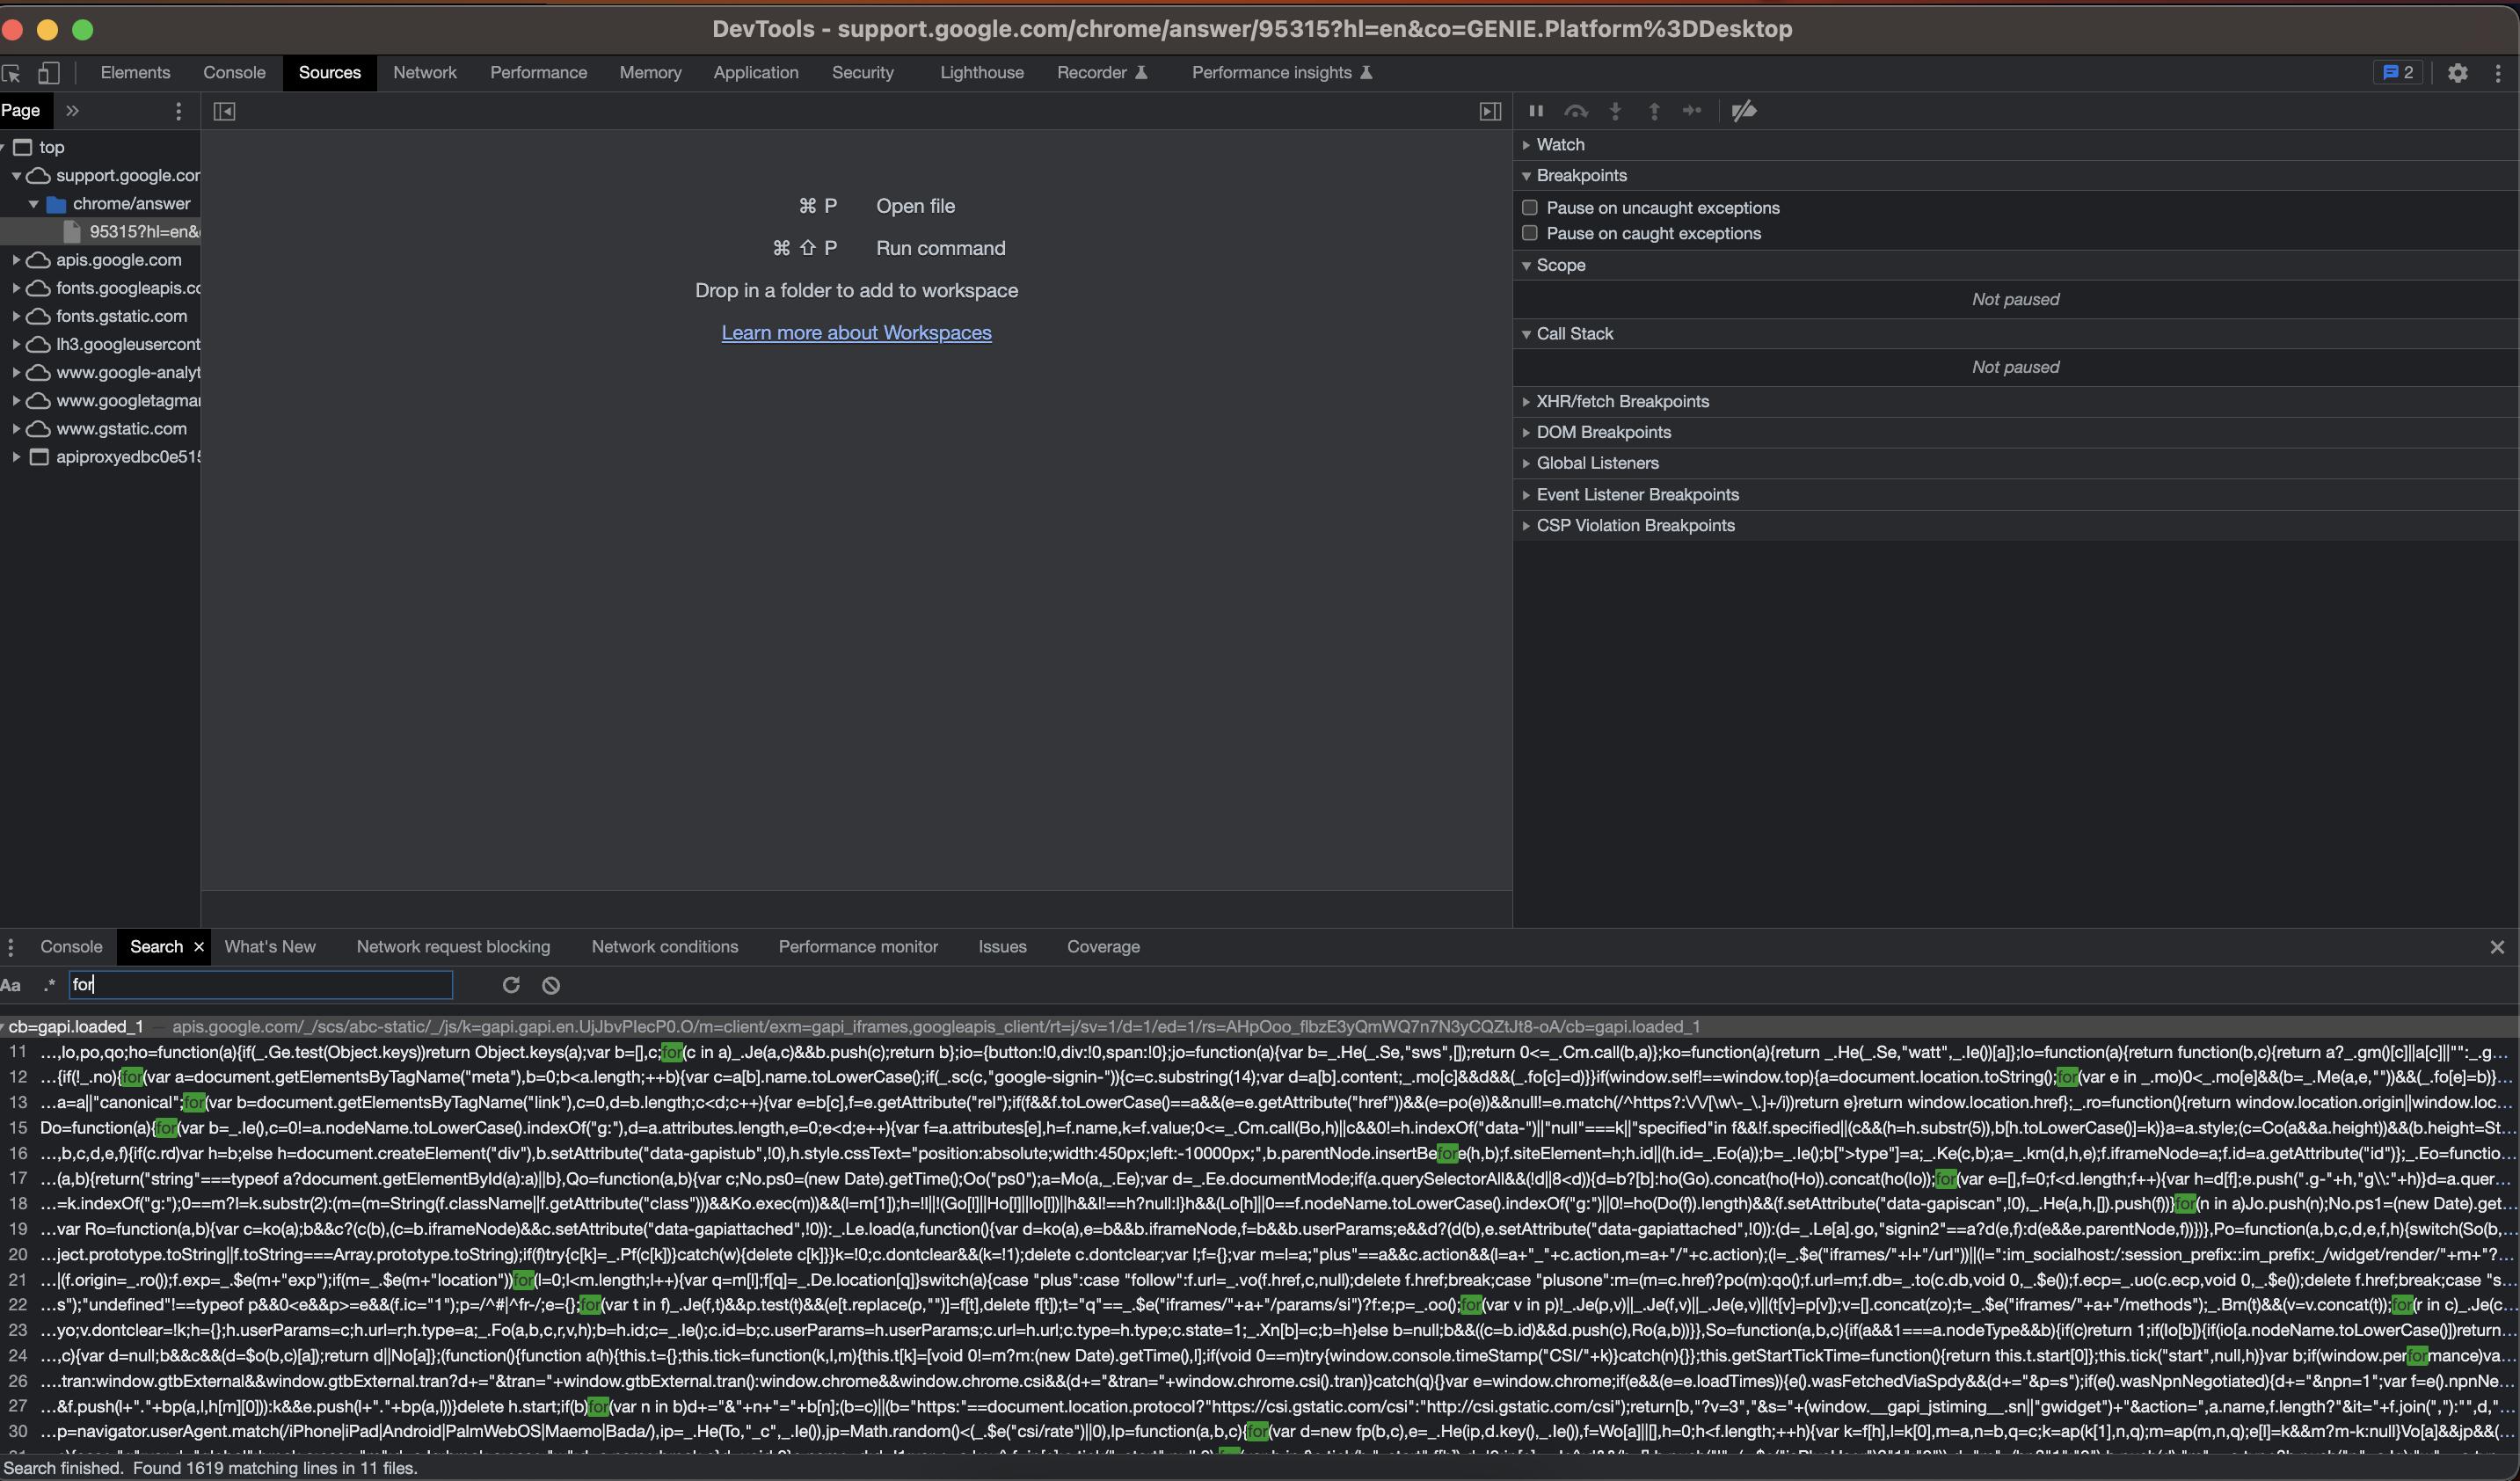 DevTools - support.google.com/chrome/answer/95315?hl=en&co=GENIE.Platform%3DDesktop
Elements Console Sources Network Performance Memory Application Security Lighthouse Recorder Performance insights 2
Page
top
support.google.com
chrome/answer
95315?hl=en&
apis.google.com
fonts.googleapis.co
fonts.gstatic.com
lh3.googleusercont
www.google-analyt
www.googletagmar
www.gstatic.com
apiproxyedbc0e515
⌘ P Open file
⌘ ⇧ P Run command
Drop in a folder to add to workspace
Learn more about Workspaces
Watch
Breakpoints
Pause on uncaught exceptions
Pause on caught exceptions
Scope
Not paused
Call Stack
Not paused
XHR/fetch Breakpoints
DOM Breakpoints
Global Listeners
Event Listener Breakpoints
CSP Violation Breakpoints
Console Search × What's New Network request blocking Network conditions Performance monitor Issues Coverage
Aa .* for
cb=gapi.loaded_1 — apis.google.com/_/scs/abc-static/_/js/k=gapi.gapi.en.UjJbvPIecP0.O/m=client/exm=gapi_iframes,googleapis_client/rt=j/sv=1/d=1/ed=1/rs=AHpOoo_flbzE3yQmWQ7n7N3yCQZtJt8-oA/cb=gapi.loaded_1
11 …,lo,po,qo;ho=function(a){if(_.Ge.test(Object.keys))return Object.keys(a);var b=[],c;for(c in a)_.Je(a,c)&&b.push(c);return b};io={button:!0,div:!0,span:!0};jo=function(a){var b=_.He(_.Se,"sws",[]);return 0<=_.Cm.call(b,a)};ko=function(a){return _.He(_.Se,"watt",_.Ie())[a]};lo=function(a){return function(b,c){return a?_.gm()[c]||a[c]||"":_.g…
12 …{if(!_.no){for(var a=document.getElementsByTagName("meta"),b=0;b<a.length;++b){var c=a[b].name.toLowerCase();if(_.sc(c,"google-signin-")){c=c.substring(14);var d=a[b].content;_.mo[c]&&d&&(_.fo[c]=d)}}if(window.self!==window.top){a=document.location.toString();for(var e in _.mo)0<_.mo[e]&&(b=_.Me(a,e,""))&&(_.fo[e]=b)}…
13 …a=a||"canonical";for(var b=document.getElementsByTagName("link"),c=0,d=b.length;c<d;c++){var e=b[c],f=e.getAttribute("rel");if(f&&f.toLowerCase()==a&&(e=e.getAttribute("href"))&&(e=po(e))&&null!=e.match(/^https?:\/\/[\w\-_\.]+/i))return e}return window.location.href};_.ro=function(){return window.location.origin||window.loc…
15 Do=function(a){for(var b=_.Ie(),c=0!=a.nodeName.toLowerCase().indexOf("g:"),d=a.attributes.length,e=0;e<d;e++){var f=a.attributes[e],h=f.name,k=f.value;0<=_.Cm.call(Bo,h)||c&&0!=h.indexOf("data-")||"null"===k||"specified"in f&&!f.specified||(c&&(h=h.substr(5)),b[h.toLowerCase()]=k)}a=a.style;(c=Co(a&&a.height))&&(b.height=St…
16 …,b,c,d,e,f){if(c.rd)var h=b;else h=document.createElement("div"),b.setAttribute("data-gapistub",!0),h.style.cssText="position:absolute;width:450px;left:-10000px;",b.parentNode.insertBefore(h,b);f.siteElement=h;h.id||(h.id=_.Eo(a));b=_.Ie();b[">type"]=a;_.Ke(c,b);a=_.km(d,h,e);f.iframeNode=a;f.id=a.getAttribute("id")};_.Eo=functio…
17 …(a,b){return("string"===typeof a?document.getElementById(a):a)||b},Qo=function(a,b){var c;No.ps0=(new Date).getTime();Oo("ps0");a=Mo(a,_.Ee);var d=_.Ee.documentMode;if(a.querySelectorAll&&(!d||8<d)){d=b?[b]:ho(Go).concat(ho(Ho)).concat(ho(Io));for(var e=[],f=0;f<d.length;f++){var h=d[f];e.push(".g-"+h,"g\\:"+h)}d=a.quer…
18 …=k.indexOf("g:");0==m?l=k.substr(2):(m=(m=String(f.className||f.getAttribute("class")))&&Ko.exec(m))&&(l=m[1]);h=!l||!(Go[l]||Ho[l]||Io[l])||h&&l!==h?null:l}h&&(Lo[h]||0==f.nodeName.toLowerCase().indexOf("g:")||0!=ho(Do(f)).length)&&(f.setAttribute("data-gapiscan",!0),_.He(a,h,[]).push(f))}for(n in a)Jo.push(n);No.ps1=(new Date).get…
19 …var Ro=function(a,b){var c=ko(a);b&&c?(c(b),(c=b.iframeNode)&&c.setAttribute("data-gapiattached",!0)):_.Le.load(a,function(){var d=ko(a),e=b&&b.iframeNode,f=b&&b.userParams;e&&d?(d(b),e.setAttribute("data-gapiattached",!0)):(d=_.Le[a].go,"signin2"==a?d(e,f):d(e&&e.parentNode,f))})},Po=function(a,b,c,d,e,f,h){switch(So(b,…
20 …ject.prototype.toString||f.toString===Array.prototype.toString);if(f)try{c[k]=_.Pf(c[k])}catch(w){delete c[k]}}k=!0;c.dontclear&&(k=!1);delete c.dontclear;var l;f={};var m=l=a;"plus"==a&&c.action&&(l=a+"_"+c.action,m=a+"/"+c.action);(l=_.$e("iframes/"+l+"/url"))||(l=":im_socialhost:/:session_prefix::im_prefix:_/widget/render/"+m+"?…
21 …|(f.origin=_.ro());f.exp=_.$e(m+"exp");if(m=_.$e(m+"location"))for(l=0;l<m.length;l++){var q=m[l];f[q]=_.De.location[q]}switch(a){case "plus":case "follow":f.url=_.vo(f.href,c,null);delete f.href;break;case "plusone":m=(m=c.href)?po(m):qo();f.url=m;f.db=_.to(c.db,void 0,_.$e());f.ecp=_.uo(c.ecp,void 0,_.$e());delete f.href;break;case "s…
22 …s");"undefined"!==typeof p&&0<e&&p>=e&&(f.ic="1");p=/^#|^fr-/;e={};for(var t in f)_.Je(f,t)&&p.test(t)&&(e[t.replace(p,"")]=f[t],delete f[t]);t="q"==_.$e("iframes/"+a+"/params/si")?f:e;p=_.oo();for(var v in p)!_.Je(p,v)||_.Je(f,v)||_.Je(e,v)||(t[v]=p[v]);v=[].concat(zo);t=_.$e("iframes/"+a+"/methods");_.Bm(t)&&(v=v.concat(t));for(r in c)_.Je(c…
23 …yo;v.dontclear=!k;h={};h.userParams=c;h.url=r;h.type=a;_.Fo(a,b,c,r,v,h);b=h.id;c=_.Ie();c.id=b;c.userParams=h.userParams;c.url=h.url;c.type=h.type;c.state=1;_.Xn[b]=c;b=h}else b=null;b&&((c=b.id)&&d.push(c),Ro(a,b))}},So=function(a,b,c){if(a&&1===a.nodeType&&b){if(c)return 1;if(Io[b]){if(io[a.nodeName.toLowerCase()])return…
24 …,c){var d=null;b&&c&&(d=$o(b,c)[a]);return d||No[a]};(function(){function a(h){this.t={};this.tick=function(k,l,m){this.t[k]=[void 0!=m?m:(new Date).getTime(),l];if(void 0==m)try{window.console.timeStamp("CSI/"+k)}catch(n){}};this.getStartTickTime=function(){return this.t.start[0]};this.tick("start",null,h)}var b;if(window.performance)va…
26 ….tran:window.gtbExternal&&window.gtbExternal.tran?d+="&tran="+window.gtbExternal.tran():window.chrome&&window.chrome.csi&&(d+="&tran="+window.chrome.csi().tran)}catch(q){}var e=window.chrome;if(e&&(e=e.loadTimes)){e().wasFetchedViaSpdy&&(d+="&p=s");if(e().wasNpnNegotiated){d+="&npn=1";var f=e().npnNe…
27 …&f.push(l+"."+bp(a,l,h[m][0])):k&&e.push(l+"."+bp(a,l))}delete h.start;if(b)for(var n in b)d+="&"+n+"="+b[n];(b=c)||(b="https:"==document.location.protocol?"https://csi.gstatic.com/csi":"http://csi.gstatic.com/csi");return[b,"?v=3","&s="+(window.__gapi_jstiming__.sn||"gwidget")+"&action=",a.name,f.length?"&it="+f.join(","):"",d,"…
30 …p=navigator.userAgent.match(/iPhone|iPad|Android|PalmWebOS|Maemo|Bada/),ip=_.He(To,"_c",_.Ie()),jp=Math.random()<(_.$e("csi/rate")||0),lp=function(a,b,c){for(var d=new fp(b,c),e=_.He(ip,d.key(),_.Ie()),f=Wo[a]||[],h=0;h<f.length;++h){var k=f[h],l=k[0],m=a,n=b,q=c;k=ap(k[1],n,q);m=ap(m,n,q);e[l]=k&&m?m-k:null}Vo[a]&&jp&&(…
Search finished. Found 1619 matching lines in 11 files.